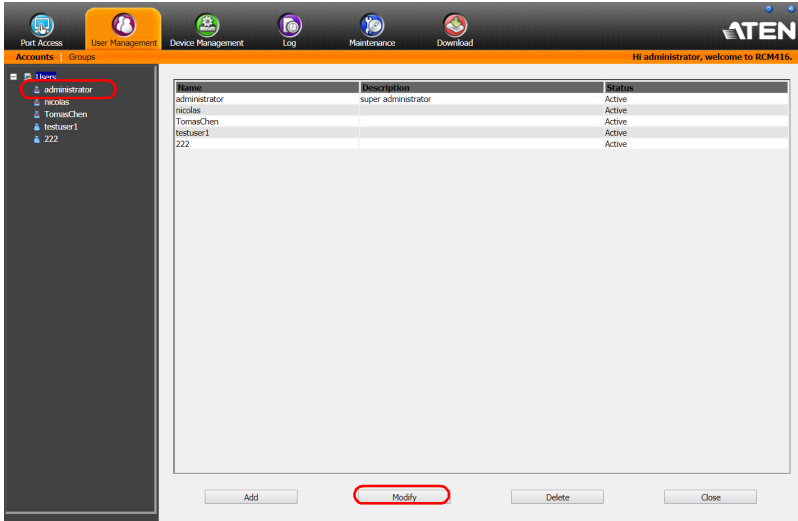 Port Access User Management Device Management Log Maintenance Download
ATEN
Accounts Groups Hi administrator, welcome to RCM416.
Users
administrator
nicolas
TomasChen
testuser1
222
Name Description Status
administrator super administrator Active
nicolas Active
TomasChen Active
testuser1 Active
222 Active
Add Modify Delete Close